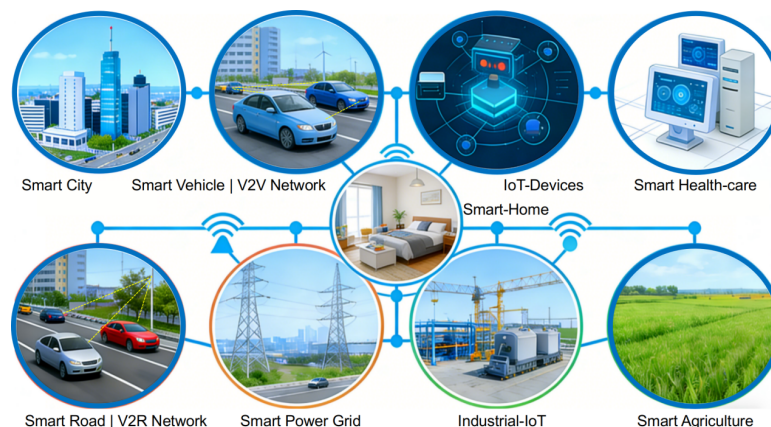 Smart City
Smart Vehicle | V2V Network
IoT-Devices
Smart Health-care
Smart-Home
Smart Road | V2R Network
Smart Power Grid
Industrial-IoT
Smart Agriculture